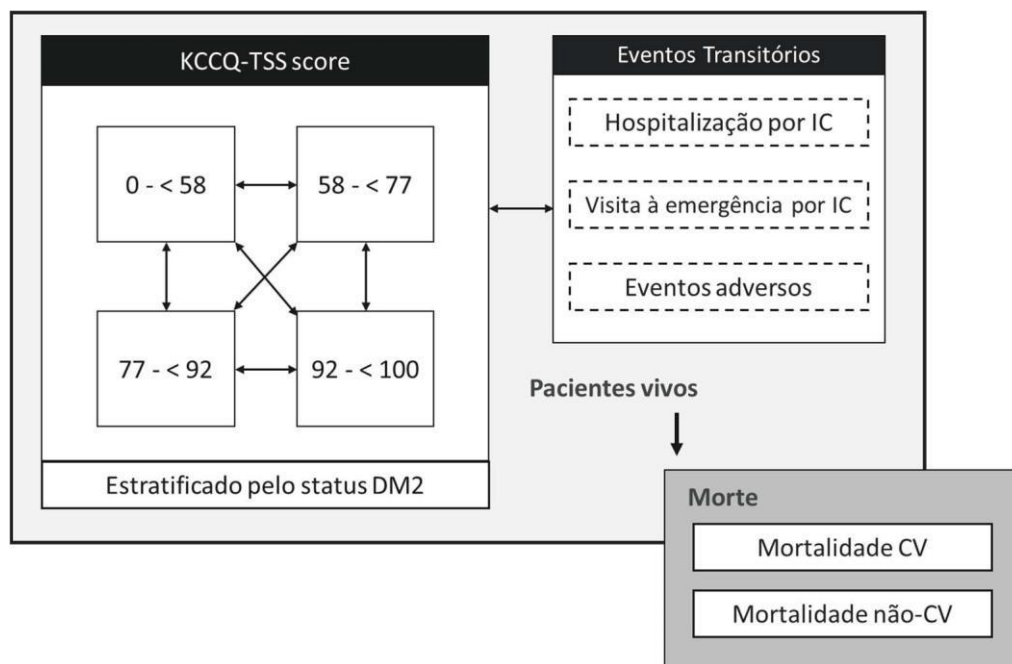 KCCQ-TSS score
0 - < 58
58 - < 77
77 - < 92
92 - < 100
Estratificado pelo status DM2
Eventos Transitórios
Hospitalização por IC
Visita à emergência por IC
Eventos adversos
Pacientes vivos
Morte
Mortalidade CV
Mortalidade não-CV